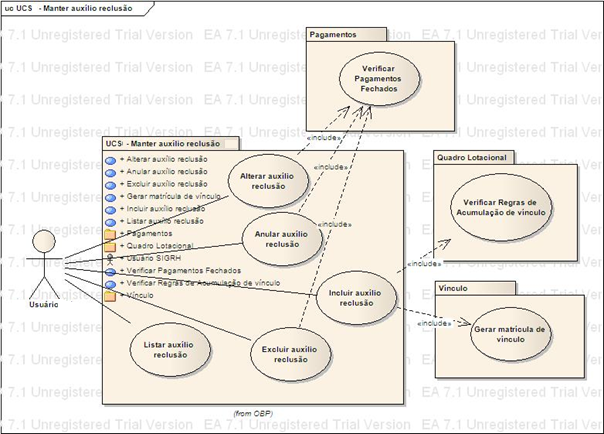 uc UCS - Manter auxílio reclusão
7.1 Unregistered Trial Version EA 7.1 Unregistered Trial Version EA 7.1 Unregistered Trial Version
Pagamentos
Verificar
Pagamentos
Fechados
«include»
«include»
«include»
UCS - Manter auxílio reclusão
+ Alterar auxílio reclusão
+ Anular auxílio reclusão
+ Excluir auxílio reclusão
+ Gerar matrícula de vínculo
+ Incluir auxílio reclusão
+ Listar auxílio reclusão
+ Pagamentos
+ Quadro Lotacional
+ Usuário SIGRH
+ Verificar Pagamentos Fechados
+ Verificar Regras de Acumulação de vínculo
+ Vínculo
Alterar auxílio
reclusão
Anular auxílio
reclusão
Incluir auxílio
reclusão
Listar auxílio
reclusão
Excluir auxílio
reclusão
Usuáric
Quadro Lotacional
Verificar Regras de
Acumulação de vínculo
«include»
Vínculo
Gerar matrícula de
vínculo
«include»
(from OBP)